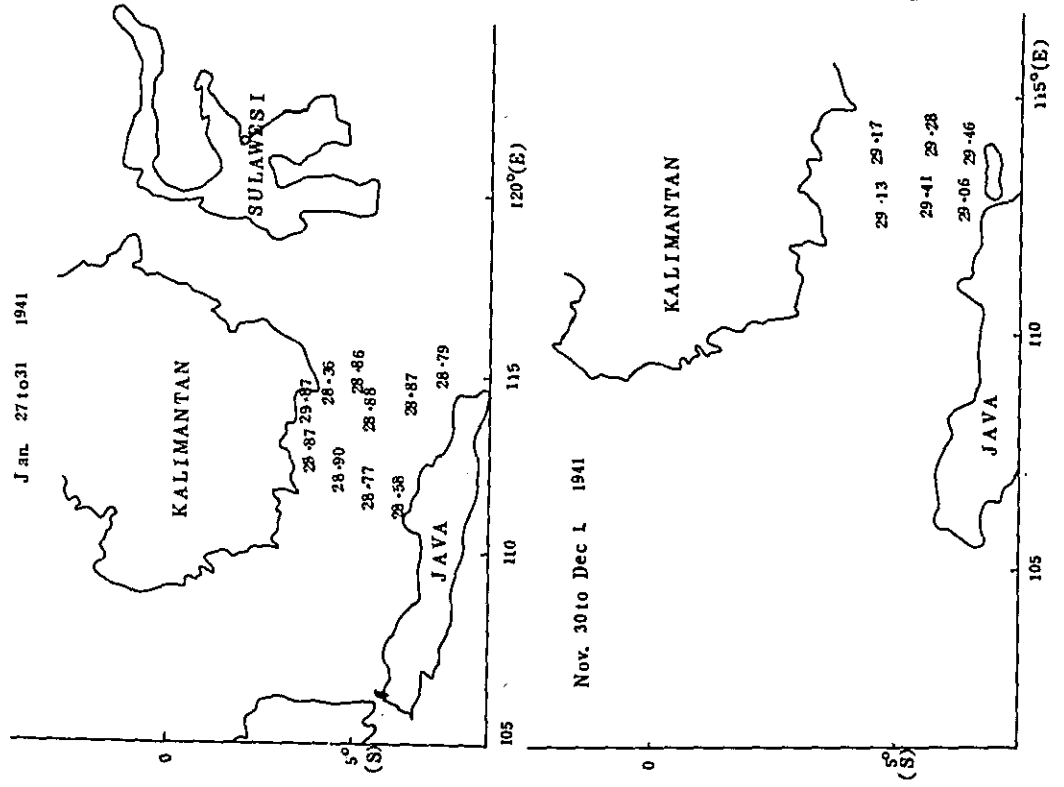 Jan. 27 to 31 1941
KALIMANTAN
SULAWESI
28.87
29.87
28.90
28.36
28.77
28.88
28.86
28.58
28.87
28.79
JAVA
0
5°
(S)
105
110
115
120°(E)
Nov. 30 to Dec 1. 1941
KALIMANTAN
29.13
29.17
29.41
29.28
29.06
29.46
JAVA
0
5°
(S)
105
110
115°(E)